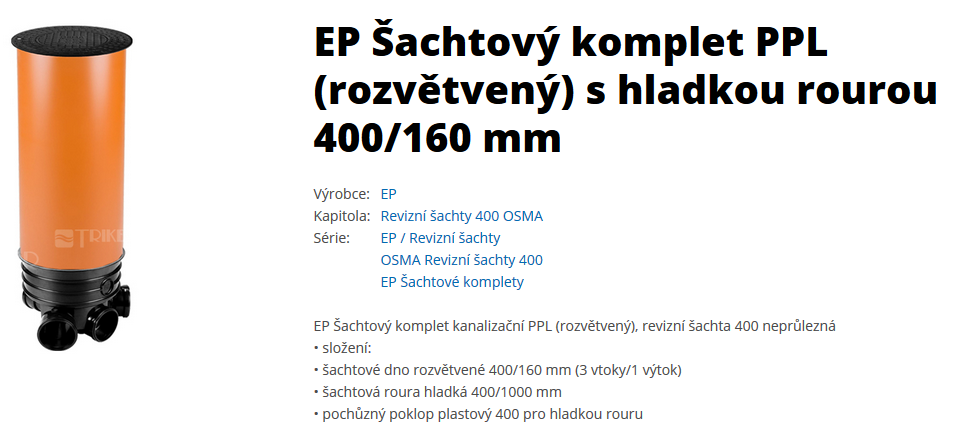 EP Šachtový komplet PPL
(rozvětvený) s hladkou rourou
400/160 mm
Výrobce: EP
Kapitola: Revizní šachty 400 OSMA
Série: EP / Revizní šachty
OSMA Revizní šachty 400
EP Šachtové komplety
EP Šachtový komplet kanalizační PPL (rozvětvený), revizní šachta 400 neprůlezná
• složení:
• šachtové dno rozvětvené 400/160 mm (3 vtoky/1 výtok)
• šachtová roura hladká 400/1000 mm
• pochůzný poklop plastový 400 pro hladkou rouru